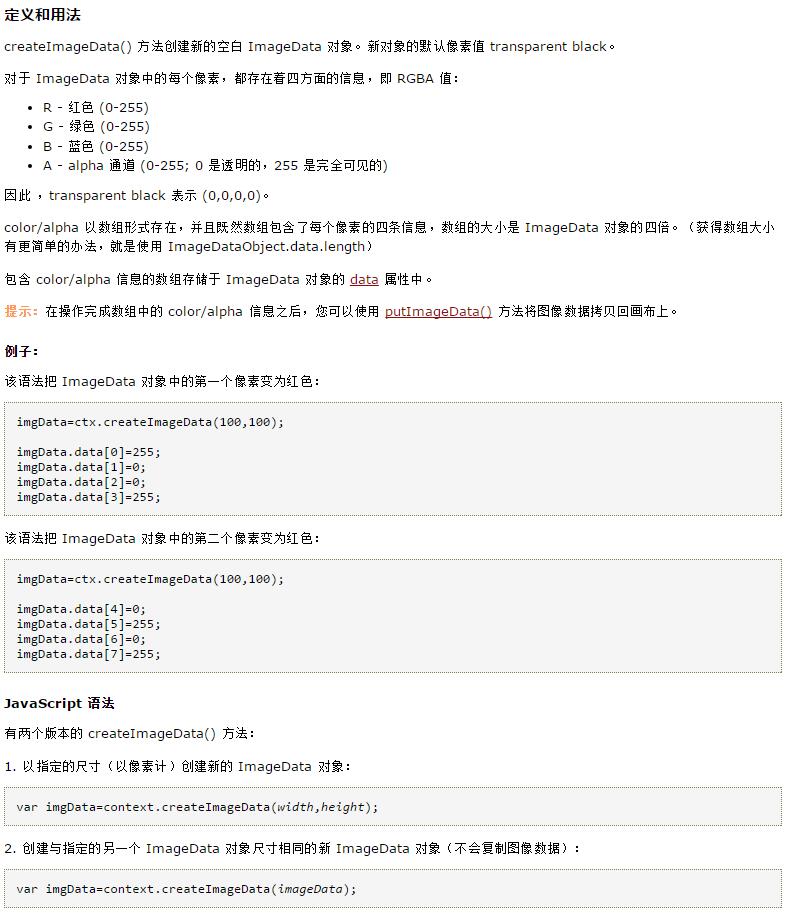 定义和用法
createImageData() 方法创建新的空白 ImageData 对象。新对象的默认像素值 transparent black。
对于 ImageData 对象中的每个像素，都存在着四方面的信息，即 RGBA 值：
• R - 红色 (0-255)
• G - 绿色 (0-255)
• B - 蓝色 (0-255)
• A - alpha 通道 (0-255; 0 是透明的，255 是完全可见的)
因此 ，transparent black 表示 (0,0,0,0)。
color/alpha 以数组形式存在，并且既然数组包含了每个像素的四条信息，数组的大小是 ImageData 对象的四倍。（获得数组大小
有更简单的办法，就是使用 ImageDataObject.data.length）
包含 color/alpha 信息的数组存储于 ImageData 对象的 data 属性中。
提示：在操作完成数组中的 color/alpha 信息之后，您可以使用 putImageData() 方法将图像数据拷贝回画布上。
例子：
该语法把 ImageData 对象中的第一个像素变为红色：
imgData=ctx.createImageData(100,100);
imgData.data[0]=255;
imgData.data[1]=0;
imgData.data[2]=0;
imgData.data[3]=255;
该语法把 ImageData 对象中的第二个像素变为红色：
imgData=ctx.createImageData(100,100);
imgData.data[4]=0;
imgData.data[5]=255;
imgData.data[6]=0;
imgData.data[7]=255;
JavaScript 语法
有两个版本的 createImageData() 方法：
1. 以指定的尺寸（以像素计）创建新的 ImageData 对象：
var imgData=context.createImageData(width,height);
2. 创建与指定的另一个 ImageData 对象尺寸相同的新 ImageData 对象（不会复制图像数据）：
var imgData=context.createImageData(imageData);